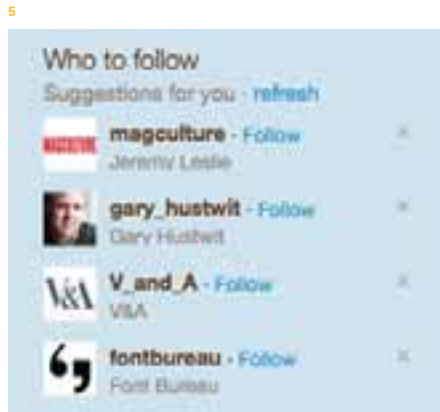 5
Who to follow
Suggestions for you · refresh
MAGCULTURE
magculture · Follow
Jeremy Leslie
gary_hustwit · Follow
Gary Hustwit
V&A
V_and_A · Follow
V&A
fontbureau · Follow
Font Bureau